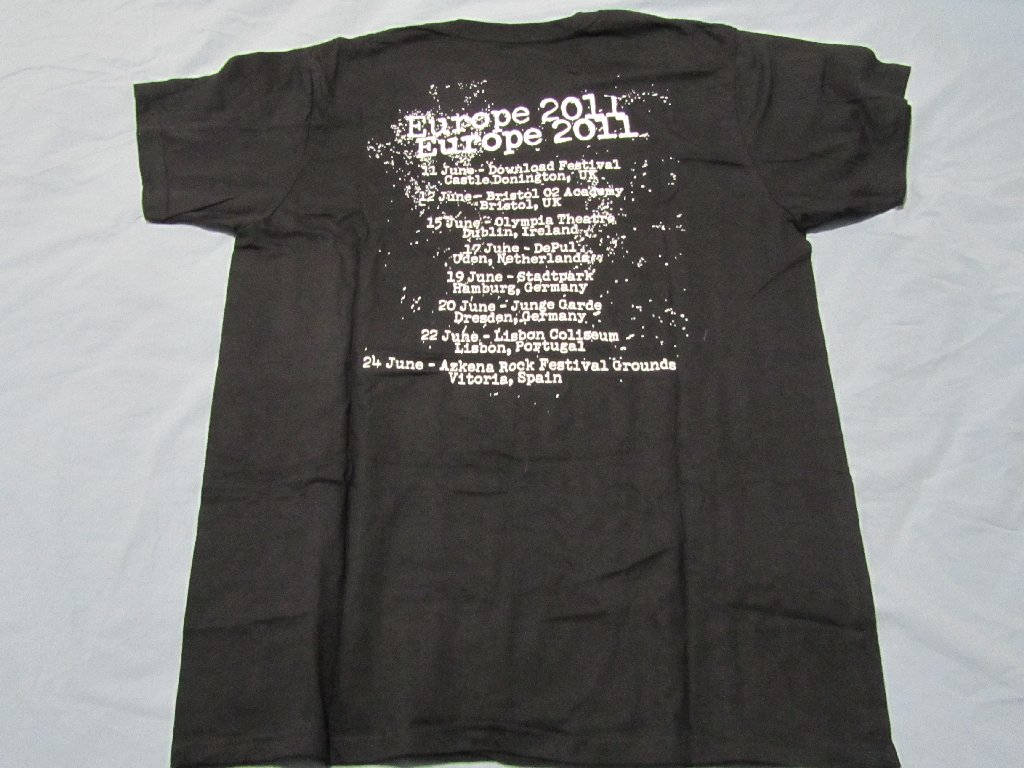 Europe 2011
Europe 2011
11 June - Download Festival
Castle Donington, UK
12 June - Bristol O2 Academy
Bristol, UK
15 June - Olympia Theatre
Dublin, Ireland
17 June - DePul
Uden, Netherlands
19 June - Stadtpark
Hamburg, Germany
20 June - Junge Garde
Dresden, Germany
22 June - Lisbon Coliseum
Lisbon, Portugal
24 June - Azkena Rock Festival Grounds
Vitoria, Spain